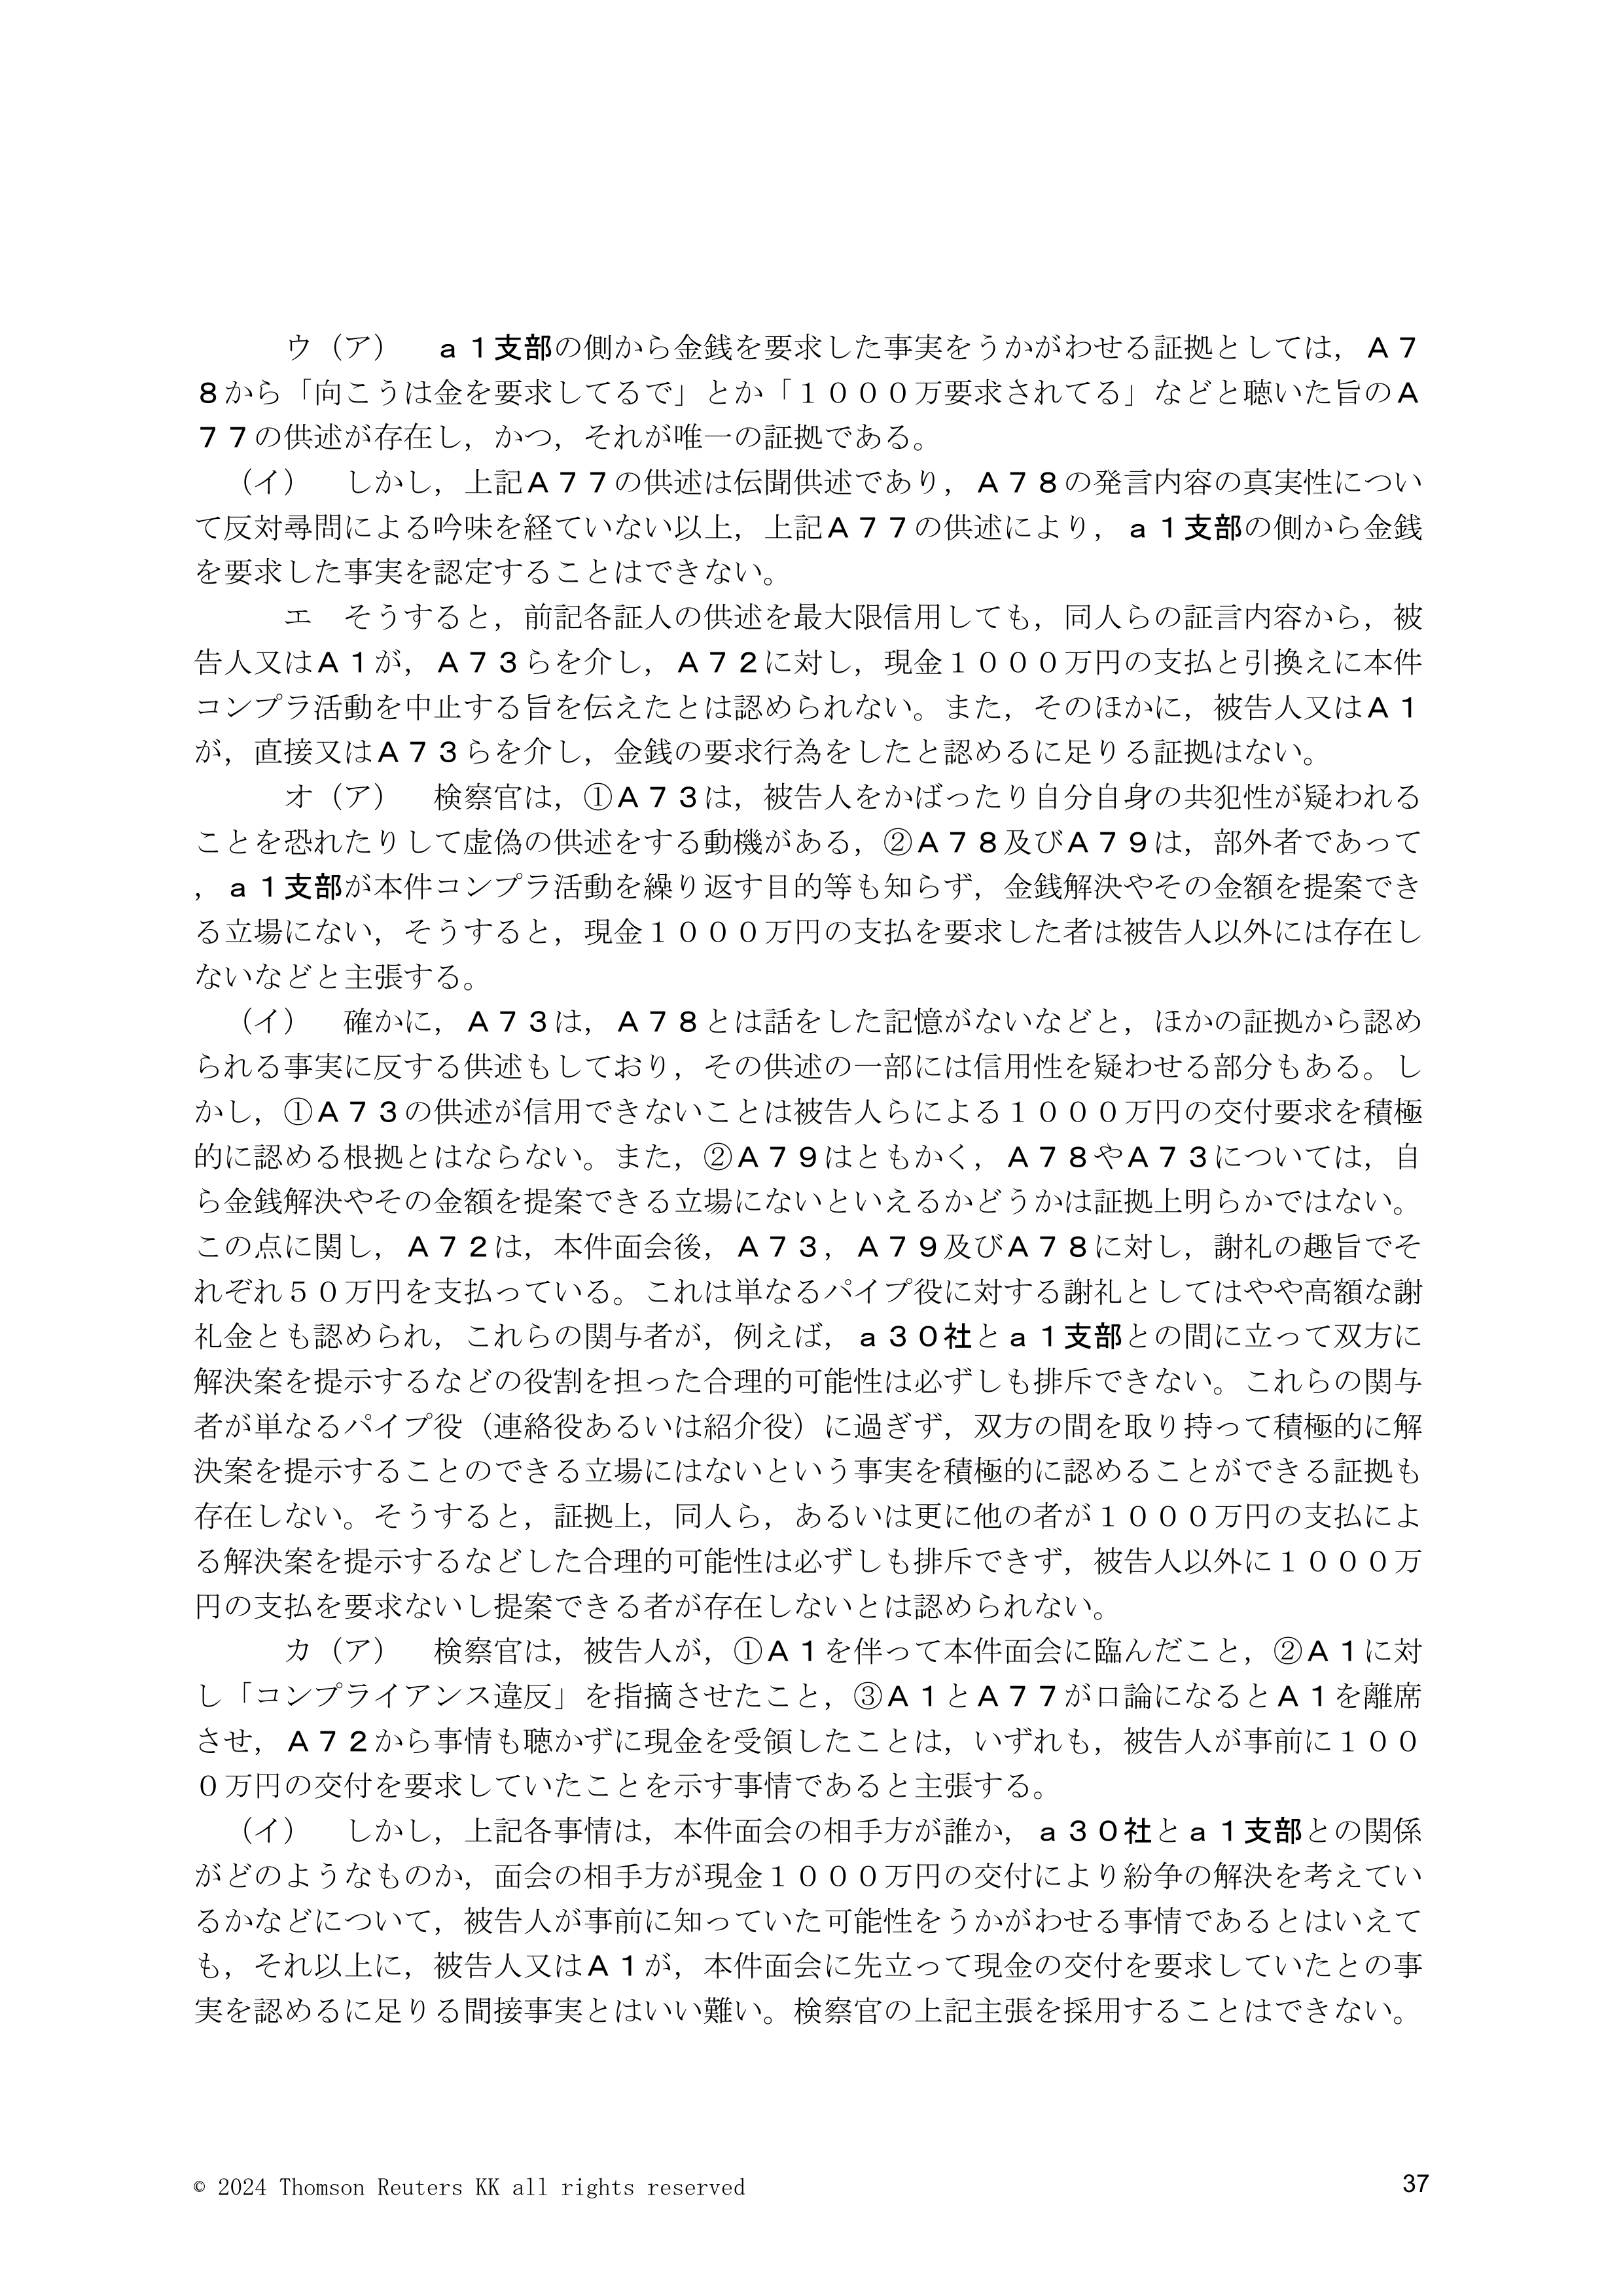 ウ（ア）　ａ１支部の側から金銭を要求した事実をうかがわせる証拠としては，Ａ７
８から「向こうは金を要求してるで」とか「１０００万要求されてる」などと聴いた旨のＡ
７７の供述が存在し，かつ，それが唯一の証拠である。
（イ）　しかし，上記Ａ７７の供述は伝聞供述であり，Ａ７８の発言内容の真実性につい
て反対尋問による吟味を経ていない以上，上記Ａ７７の供述により，ａ１支部の側から金銭
を要求した事実を認定することはできない。
エ　そうすると，前記各証人の供述を最大限信用しても，同人らの証言内容から，被
告人又はＡ１が，Ａ７３らを介し，Ａ７２に対し，現金１０００万円の支払と引換えに本件
コンプラ活動を中止する旨を伝えたとは認められない。また，そのほかに，被告人又はＡ１
が，直接又はＡ７３らを介し，金銭の要求行為をしたと認めるに足りる証拠はない。
オ（ア）　検察官は，①Ａ７３は，被告人をかばったり自分自身の共犯性が疑われる
ことを恐れたりして虚偽の供述をする動機がある，②Ａ７８及びＡ７９は，部外者であって
，ａ１支部が本件コンプラ活動を繰り返す目的等も知らず，金銭解決やその金額を提案でき
る立場にない，そうすると，現金１０００万円の支払を要求した者は被告人以外には存在し
ないなどと主張する。
（イ）　確かに，Ａ７３は，Ａ７８とは話をした記憶がないなどと，ほかの証拠から認め
られる事実に反する供述もしており，その供述の一部には信用性を疑わせる部分もある。し
かし，①Ａ７３の供述が信用できないことは被告人らによる１０００万円の交付要求を積極
的に認める根拠とはならない。また，②Ａ７９はともかく，Ａ７８やＡ７３については，自
ら金銭解決やその金額を提案できる立場にないといえるかどうかは証拠上明らかではない。
この点に関し，Ａ７２は，本件面会後，Ａ７３，Ａ７９及びＡ７８に対し，謝礼の趣旨でそ
れぞれ５０万円を支払っている。これは単なるパイプ役に対する謝礼としてはやや高額な謝
礼金とも認められ，これらの関与者が，例えば，ａ３０社とａ１支部との間に立って双方に
解決案を提示するなどの役割を担った合理的可能性は必ずしも排斥できない。これらの関与
者が単なるパイプ役（連絡役あるいは紹介役）に過ぎず，双方の間を取り持って積極的に解
決案を提示することのできる立場にはないという事実を積極的に認めることができる証拠も
存在しない。そうすると，証拠上，同人ら，あるいは更に他の者が１０００万円の支払によ
る解決案を提示するなどした合理的可能性は必ずしも排斥できず，被告人以外に１０００万
円の支払を要求ないし提案できる者が存在しないとは認められない。
カ（ア）　検察官は，被告人が，①Ａ１を伴って本件面会に臨んだこと，②Ａ１に対
し「コンプライアンス違反」を指摘させたこと，③Ａ１とＡ７７が口論になるとＡ１を離席
させ，Ａ７２から事情も聴かずに現金を受領したことは，いずれも，被告人が事前に１００
０万円の交付を要求していたことを示す事情であると主張する。
（イ）　しかし，上記各事情は，本件面会の相手方が誰か，ａ３０社とａ１支部との関係
がどのようなものか，面会の相手方が現金１０００万円の交付により紛争の解決を考えてい
るかなどについて，被告人が事前に知っていた可能性をうかがわせる事情であるとはいえて
も，それ以上に，被告人又はＡ１が，本件面会に先立って現金の交付を要求していたとの事
実を認めるに足りる間接事実とはいい難い。検察官の上記主張を採用することはできない。
© 2024 Thomson Reuters KK all rights reserved
37